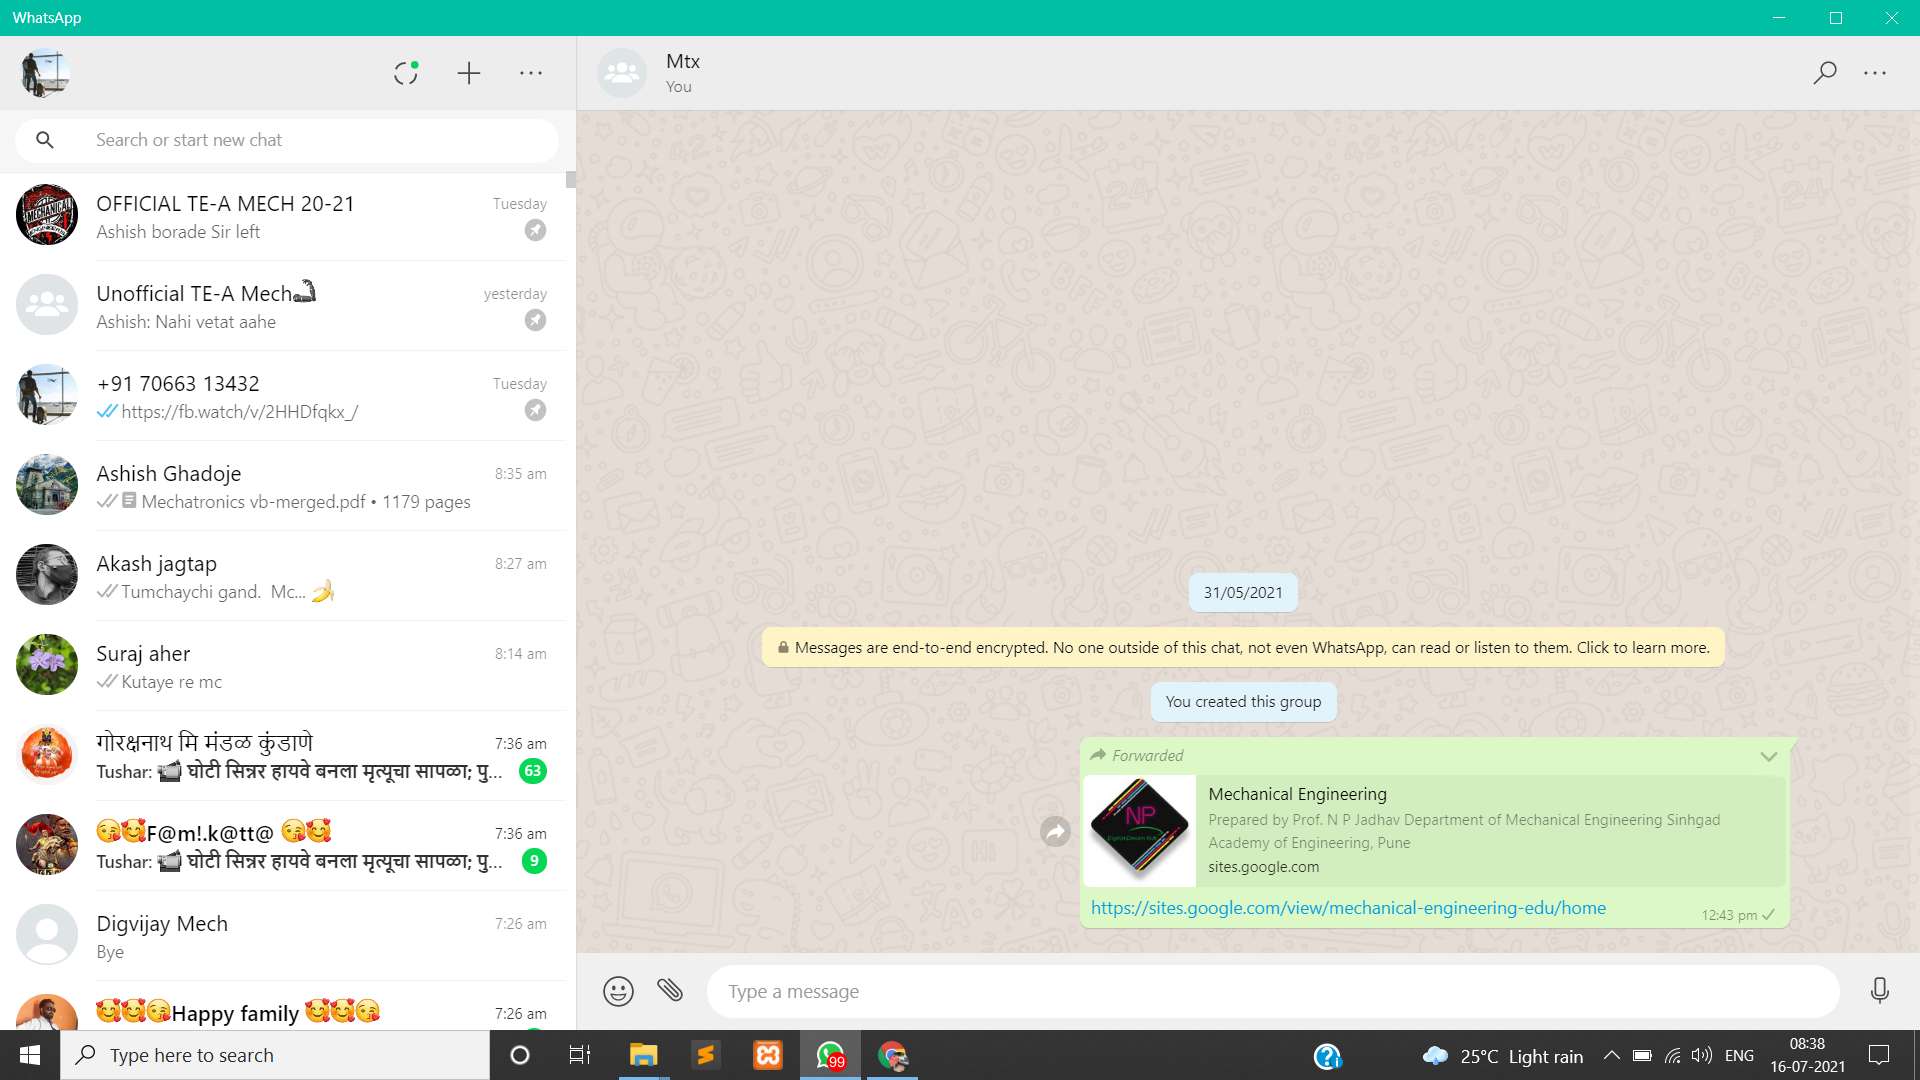 WhatsApp
Mtx
You
Search or start new chat
OFFICIAL TE-A MECH 20-21
Tuesday
Ashish borade Sir left
Unofficial TE-A Mech🦾
yesterday
Ashish: Nahi vetat aahe
+91 70663 13432
Tuesday
https://fb.watch/v/2HHDfqkx_/
Ashish Ghadoje
8:35 am
Mechatronics vb-merged.pdf • 1179 pages
Akash jagtap
8:27 am
Tumchaychi gand.  Mc... 🍌
Suraj aher
8:14 am
Kutaye re mc
गोरक्षनाथ मि मंडळ कुंडाणे
7:36 am
Tushar: 📹 घोटी सिन्नर हायवे बनला मृत्यूचा सापळा; पु...
63
😘🥰F@m!.k@tt@ 😘🥰
7:36 am
Tushar: 📹 घोटी सिन्नर हायवे बनला मृत्यूचा सापळा; पु...
9
Digvijay Mech
7:26 am
Bye
🥰🥰😘Happy family 🥰🥰😘
7:26 am
31/05/2021
Messages are end-to-end encrypted. No one outside of this chat, not even WhatsApp, can read or listen to them. Click to learn more.
You created this group
Forwarded
NP
Mechanical Engineering
Prepared by Prof. N P Jadhav Department of Mechanical Engineering Sinhgad
Academy of Engineering, Pune
sites.google.com
https://sites.google.com/view/mechanical-engineering-edu/home
12:43 pm
Type a message
Type here to search
99
25°C Light rain
ENG
08:38
16-07-2021